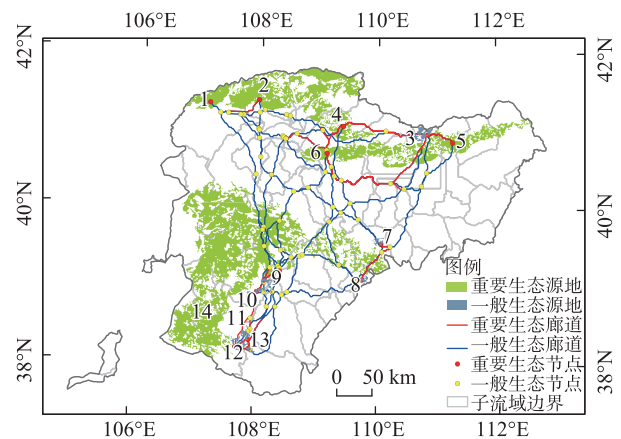 106°E 108°E 110°E 112°E
42°N 42°N
1 2
4 3 5
6
40°N 40°N
7
图例
9 8 重要生态源地
10 14 一般生态源地
11 重要生态廊道
12 13 一般生态廊道
38°N 重要生态节点 38°N
0 50 km 一般生态节点
子流域边界
106°E 108°E 110°E 112°E